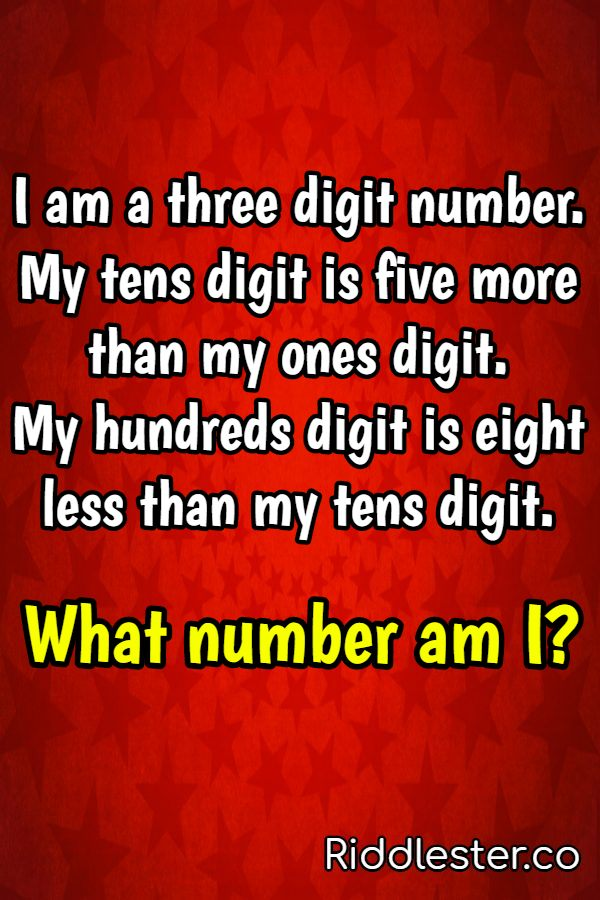 I am a three digit number.
My tens digit is five more
than my ones digit.
My hundreds digit is eight
less than my tens digit.
What number am I?
Riddlester.co